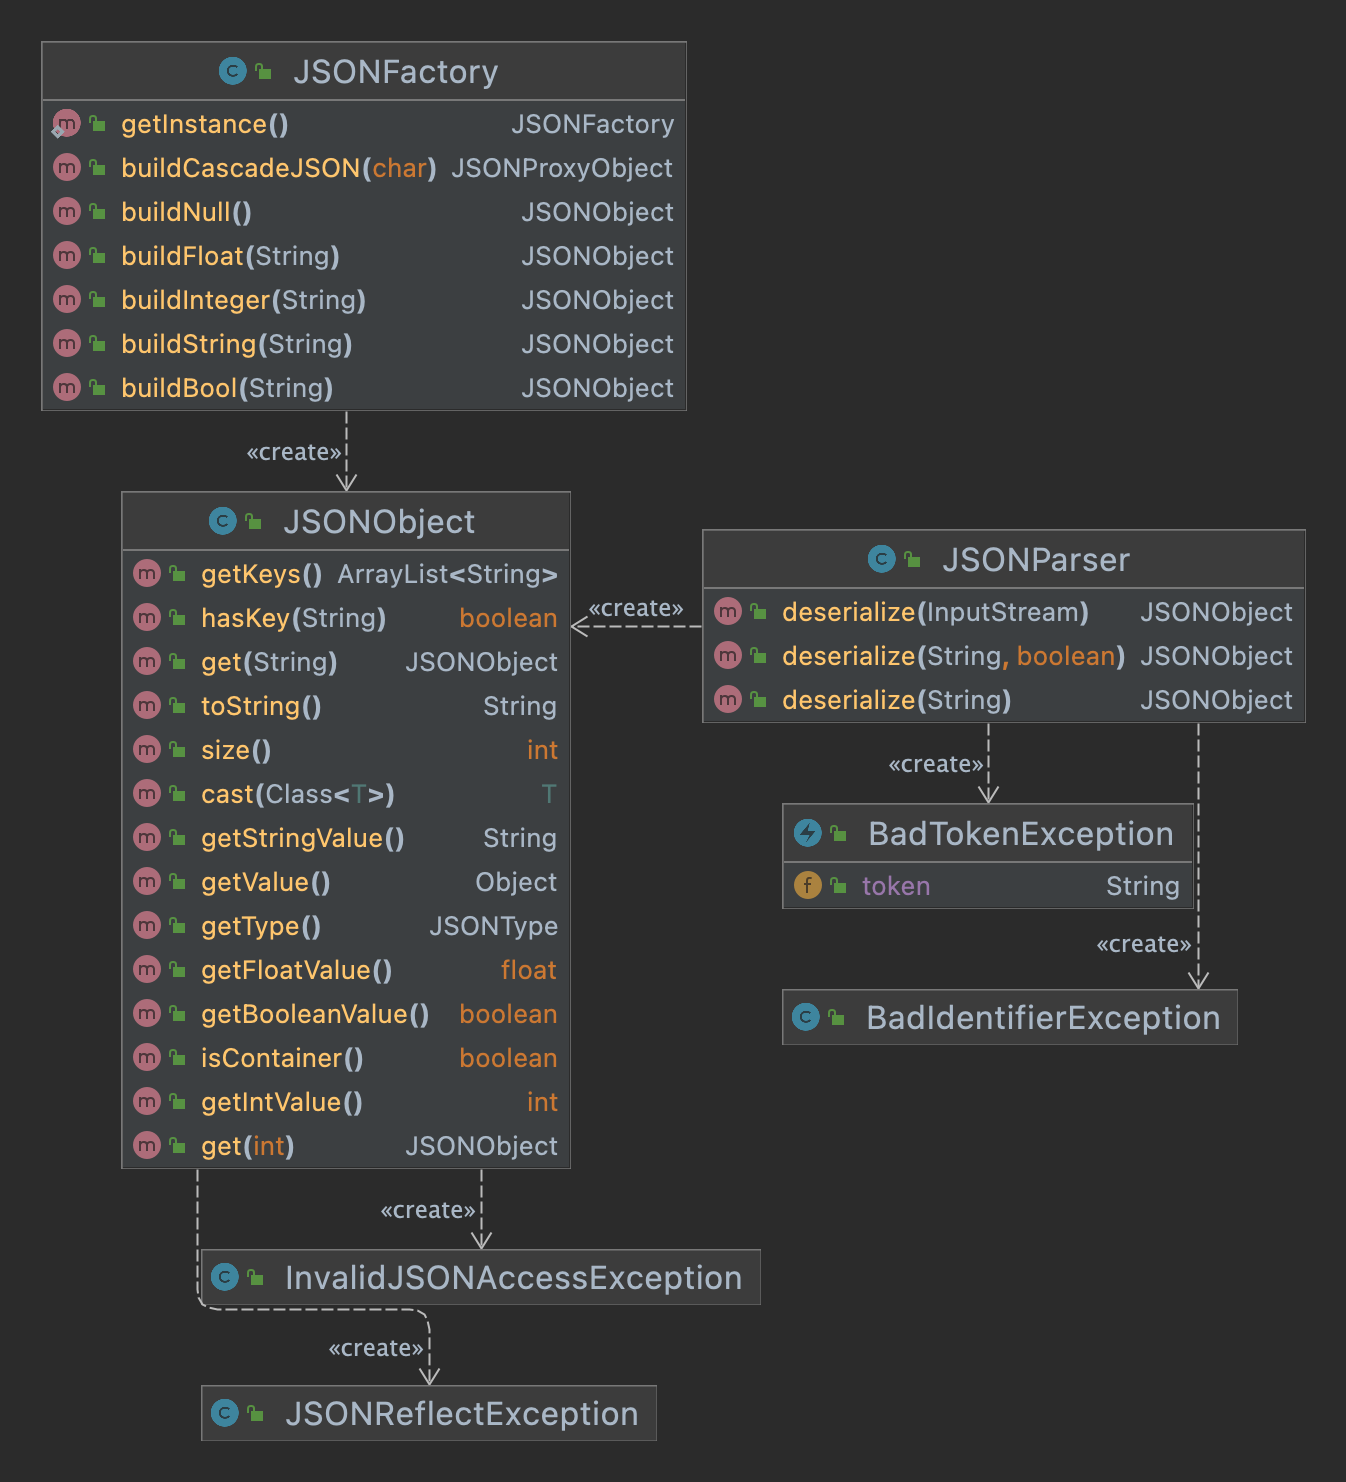 JSONFactory
getInstance() JSONFactory
buildCascadeJSON(char) JSONProxyObject
buildNull() JSONObject
buildFloat(String) JSONObject
buildInteger(String) JSONObject
buildString(String) JSONObject
buildBool(String) JSONObject
«create»
JSONObject
getKeys() ArrayList<String>
hasKey(String) boolean
get(String) JSONObject
toString() String
size() int
cast(Class<T>) T
getStringValue() String
getValue() Object
getType() JSONType
getFloatValue() float
getBooleanValue() boolean
isContainer() boolean
getIntValue() int
get(int) JSONObject
«create»
JSONParser
deserialize(InputStream) JSONObject
deserialize(String, boolean) JSONObject
deserialize(String) JSONObject
«create»
BadTokenException
token String
«create»
BadIdentifierException
«create»
InvalidJSONAccessException
«create»
JSONReflectException